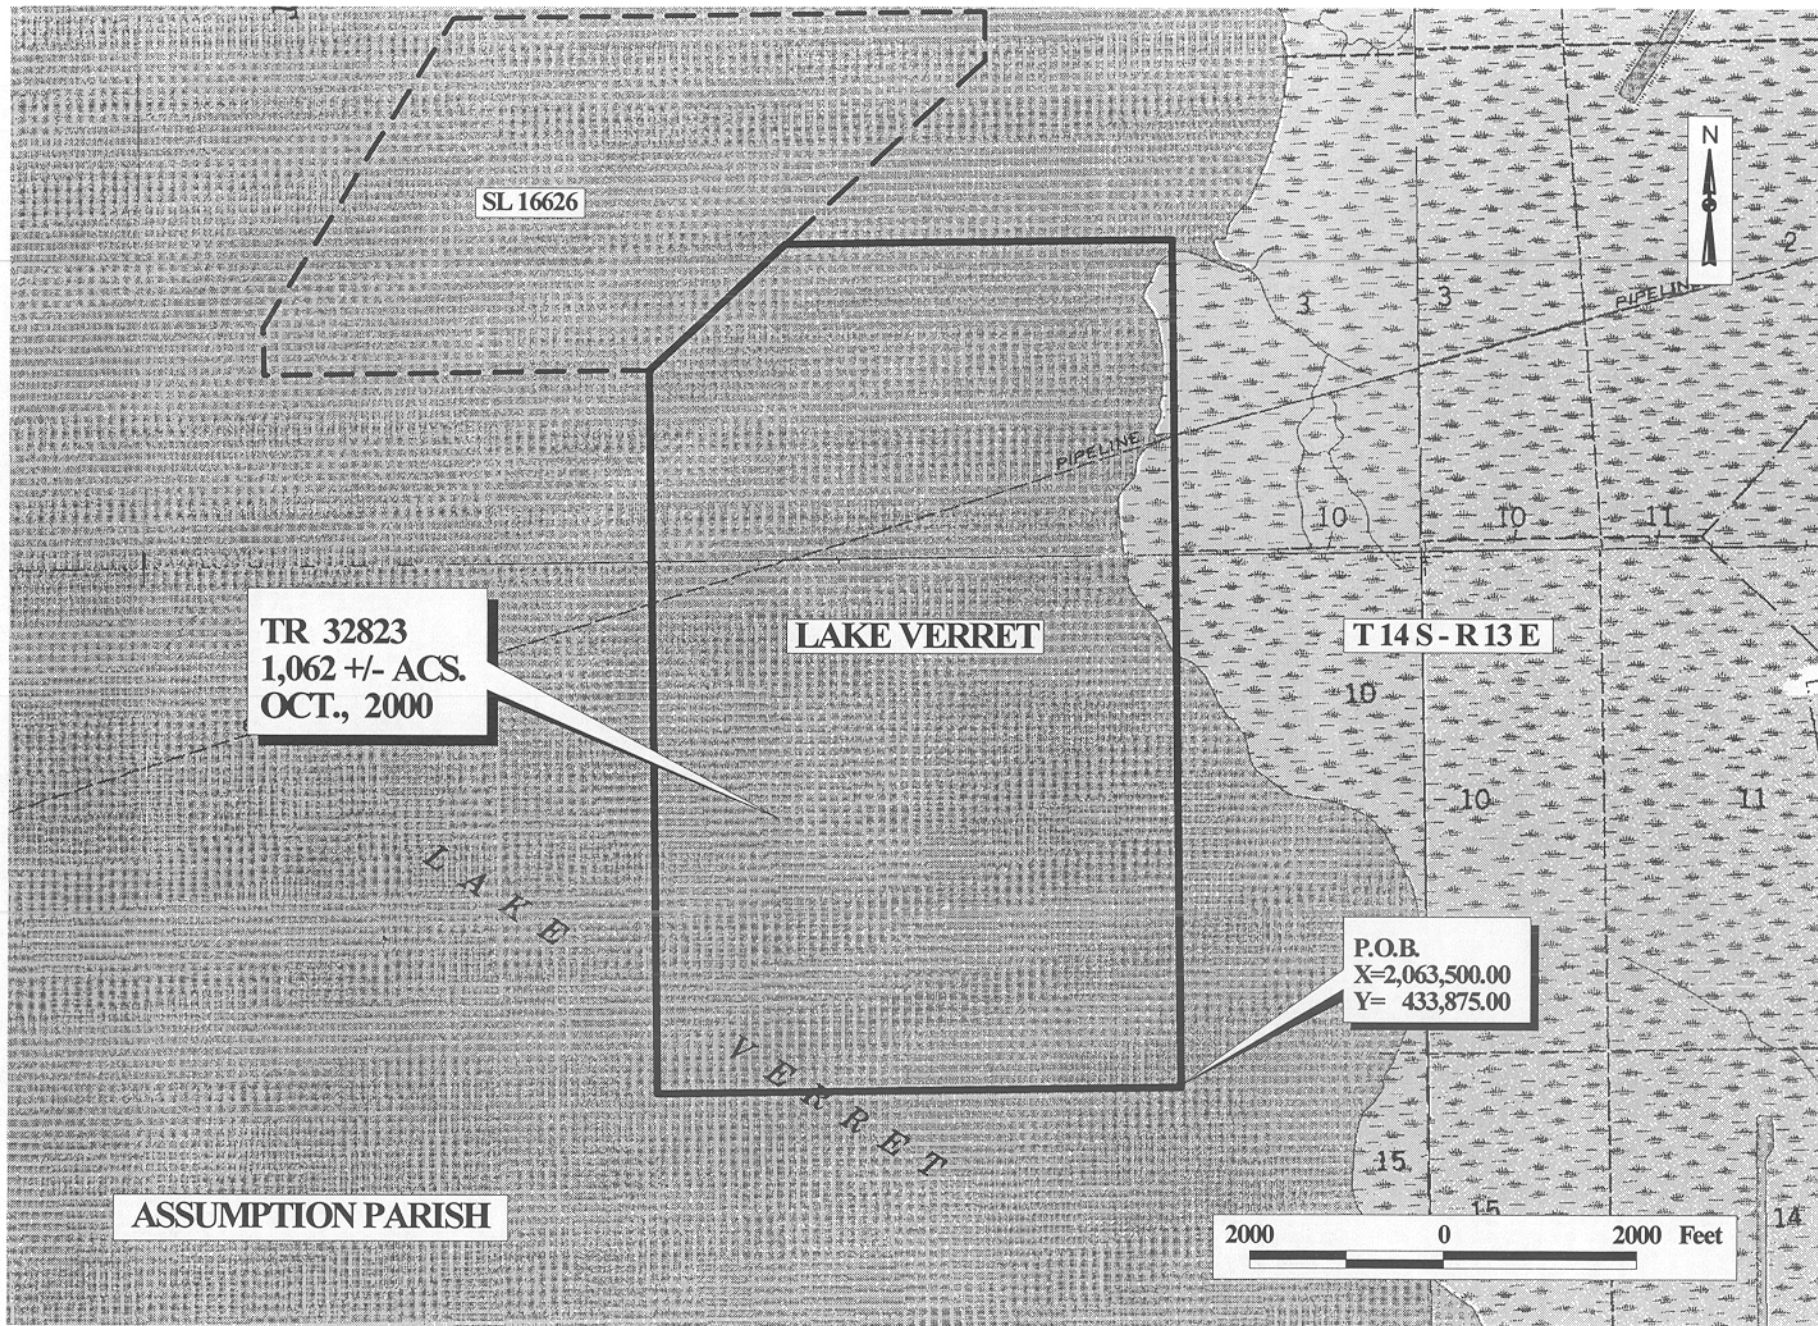 SL 16626
N
2
3
3
PIPELINE
PIPELINE
10
10
11
TR 32823
1,062 +/- ACS.
OCT., 2000
LAKE VERRET
T 14 S - R 13 E
10
10
11
LAKE
VERRET
P.O.B.
X=2,063,500.00
Y= 433,875.00
15
15
14
ASSUMPTION PARISH
2000 0 2000 Feet